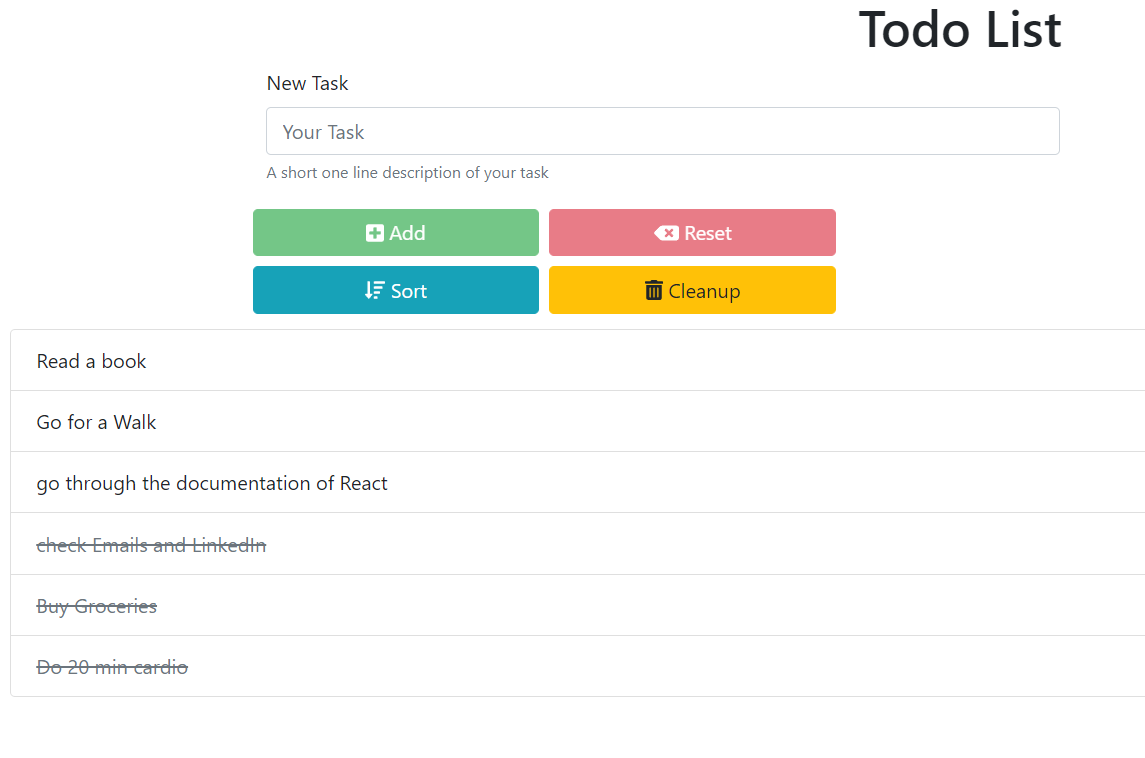 Todo List
New Task
Your Task
A short one line description of your task
Add
Reset
Sort
Cleanup
Read a book
Go for a Walk
go through the documentation of React
check Emails and LinkedIn
Buy Groceries
Do 20 min cardio